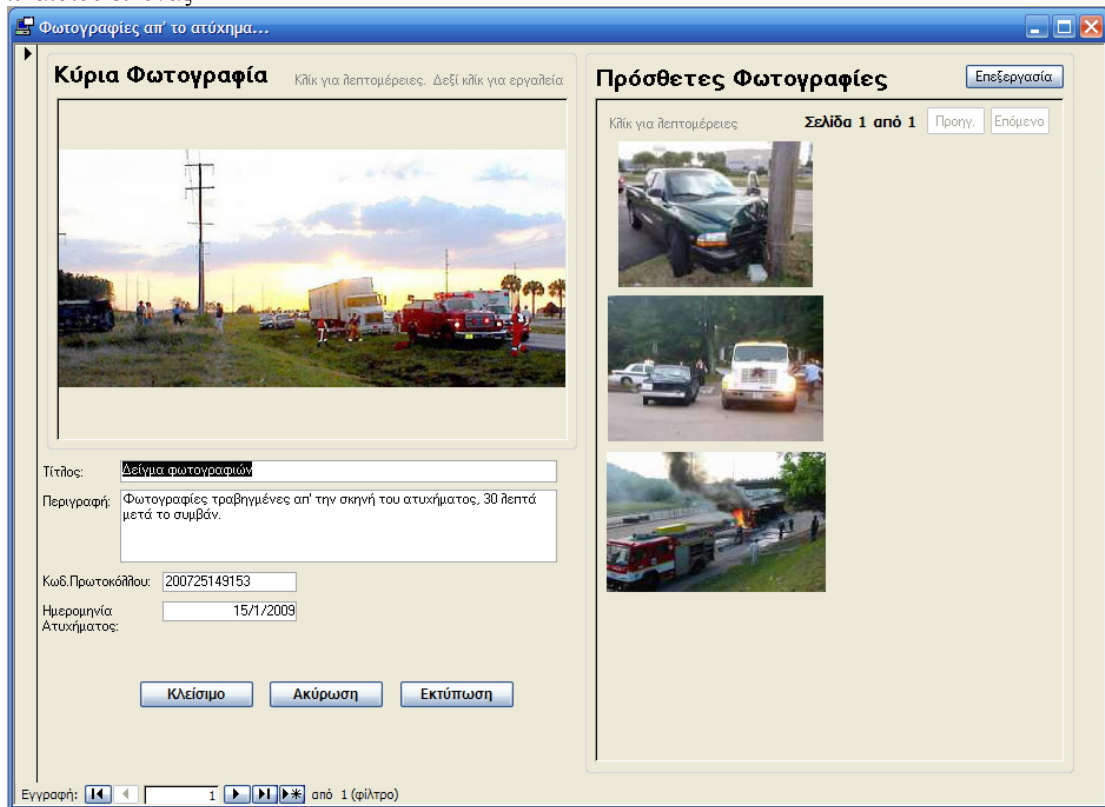 Φωτογραφίες απ' το ατύχημα...
Κύρια Φωτογραφία
Κλίκ για λεπτομέρειες. Δεξί κλίκ για εργαλεία
Πρόσθετες Φωτογραφίες
Επεξεργασία
Κλίκ για λεπτομέρειες
Σελίδα 1 από 1
Προηγ.
Επόμενο
Τίτλος: Δείγμα φωτογραφιών
Περιγραφή: Φωτογραφίες τραβηγμένες απ' την σκηνή του ατυχήματος, 30 λεπτά
μετά το συμβάν.
Κωδ.Πρωτοκόλλου: 200725149153
Ημερομηνία 15/1/2009
Ατυχήματος:
Κλείσιμο
Ακύρωση
Εκτύπωση
Εγγραφή: 1 από 1 (φίλτρο)